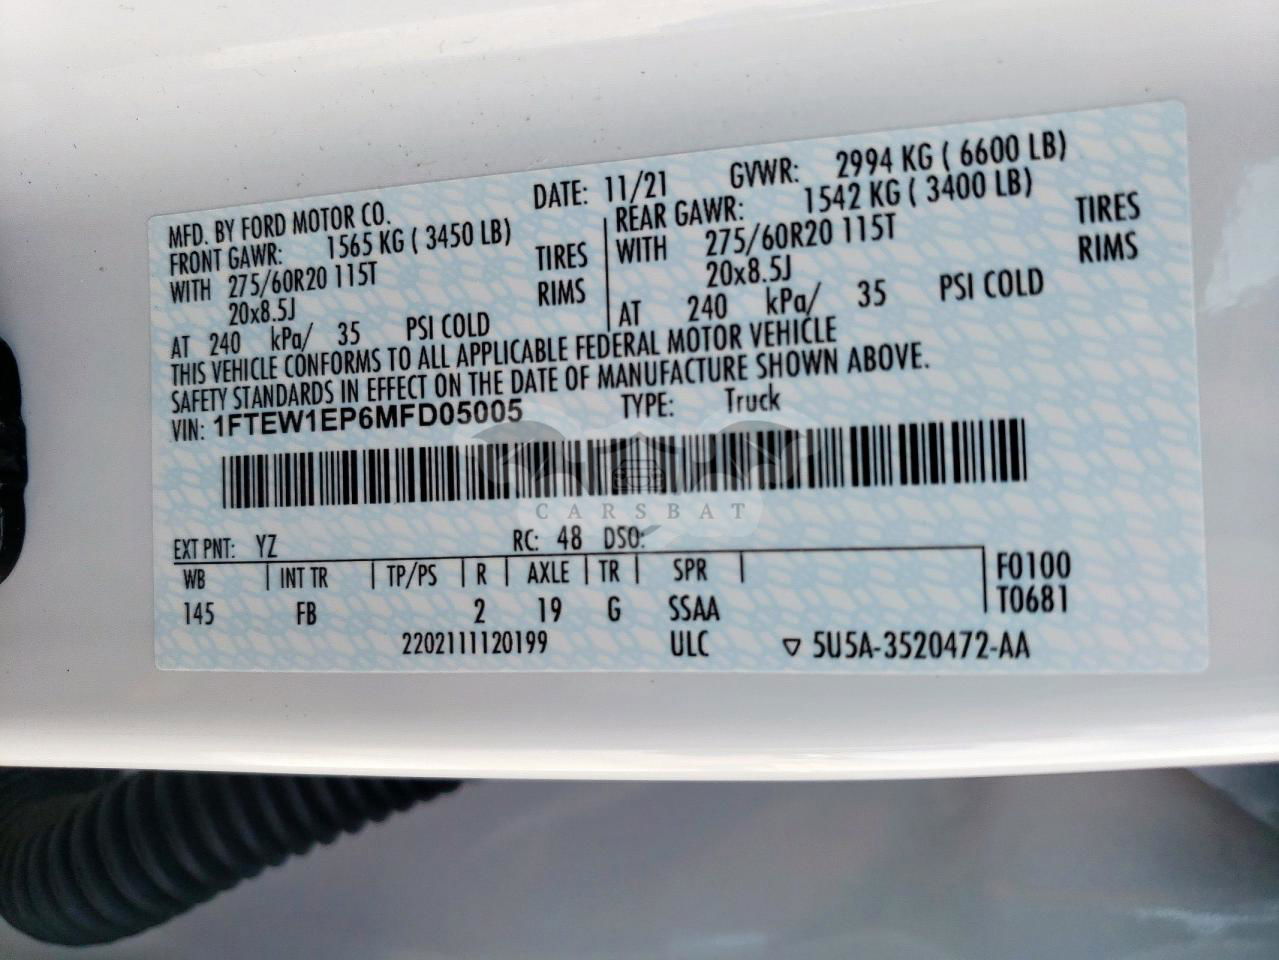 MFD. BY FORD MOTOR CO. DATE: 11/21 GVWR: 2994 KG ( 6600 LB)
FRONT GAWR: 1565 KG ( 3450 LB) REAR GAWR: 1542 KG ( 3400 LB)
WITH 275/60R20 115T TIRES WITH 275/60R20 115T TIRES
20x8.5J RIMS 20x8.5J RIMS
AT 240 kPa/ 35 PSI COLD AT 240 kPa/ 35 PSI COLD
THIS VEHICLE CONFORMS TO ALL APPLICABLE FEDERAL MOTOR VEHICLE
SAFETY STANDARDS IN EFFECT ON THE DATE OF MANUFACTURE SHOWN ABOVE.
VIN: 1FTEW1EP6MFD05005 TYPE: Truck
CARSBAT
EXT PNT: YZ RC: 48 DSO:
WB INT TR TP/PS R AXLE TR SPR F0100
145 FB 2 19 G SSAA T0681
2202111120199 ULC ▽ 5U5A-3520472-AA